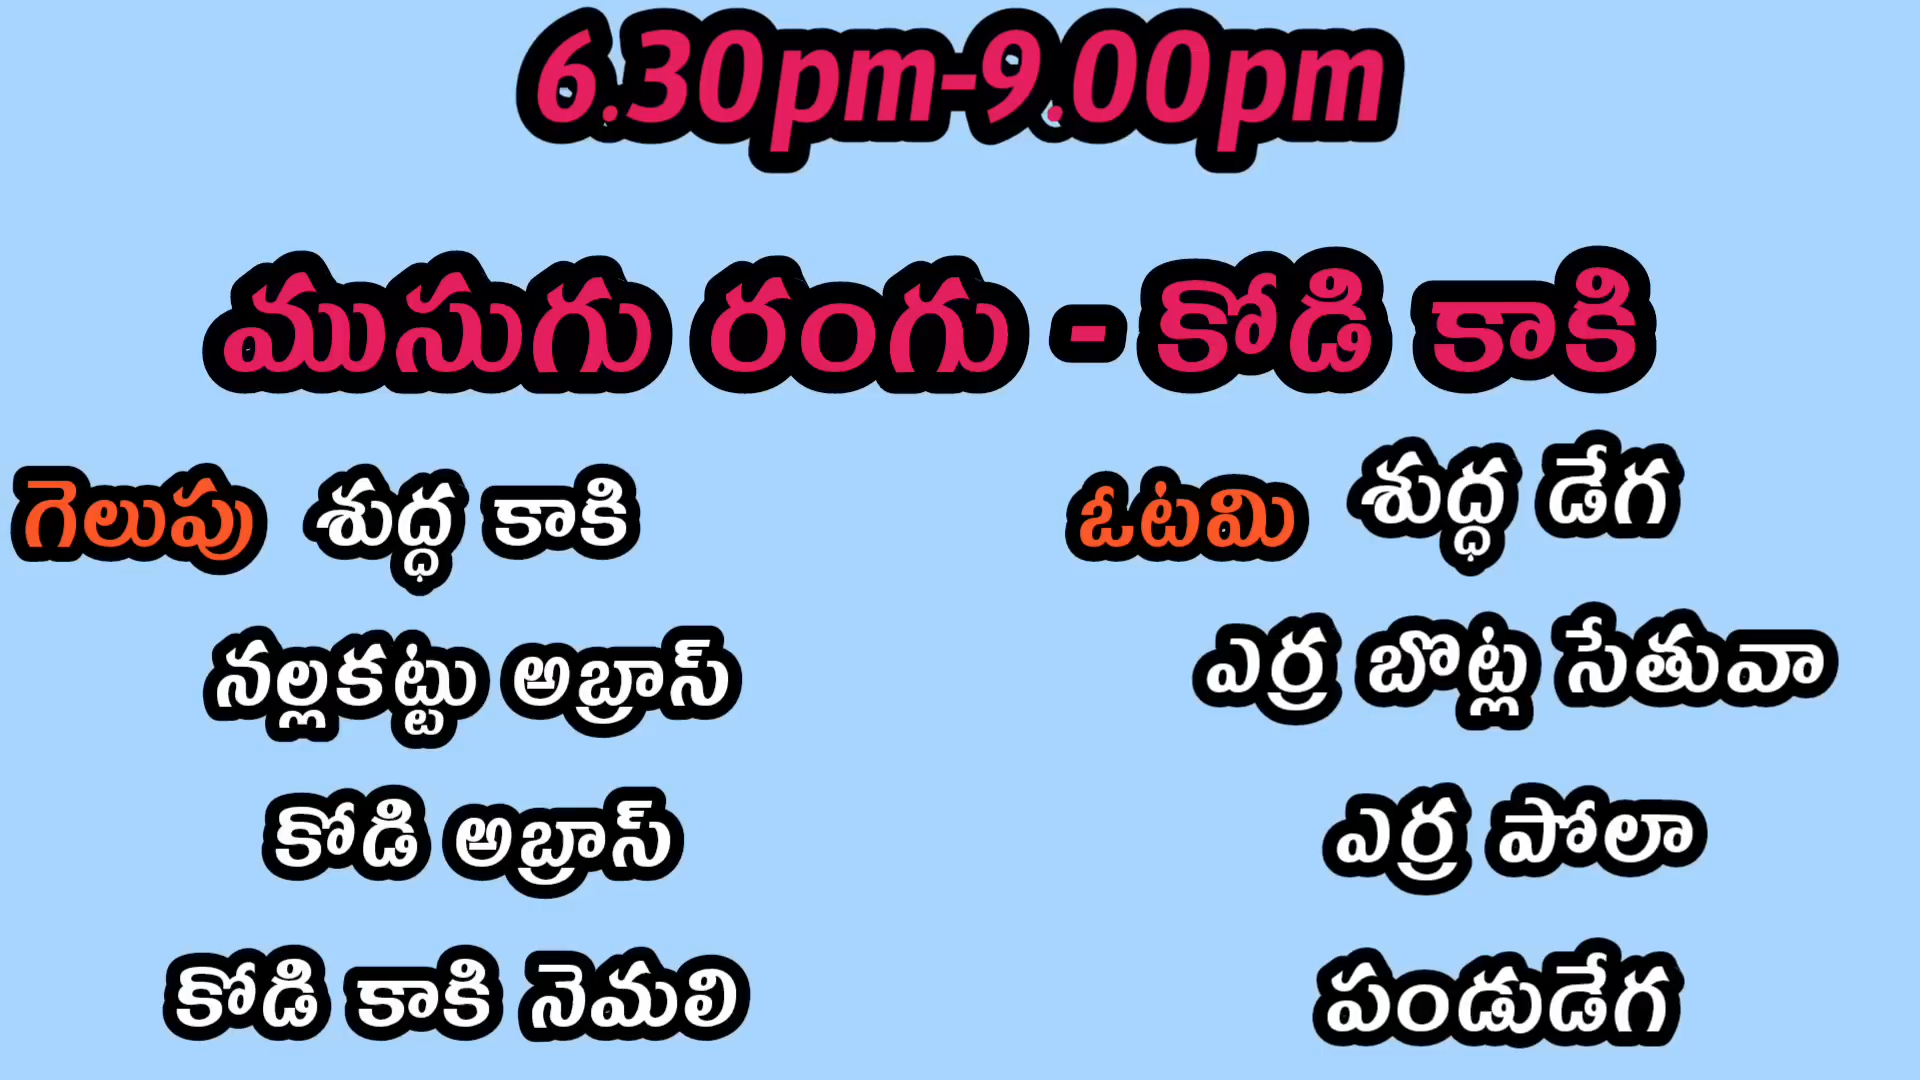 6.30pm-9.00pm
ముసుగు రంగు - కోడి కాకి
గెలుపు శుద్ధ కాకి
నల్లకట్టు అబ్రాస్
కోడి అబ్రాస్
కోడి కాకి నెమలి
ఓటమి శుద్ధ డేగ
ఎర్ర బొట్ల సేతువా
ఎర్ర పోలా
పండుడేగ